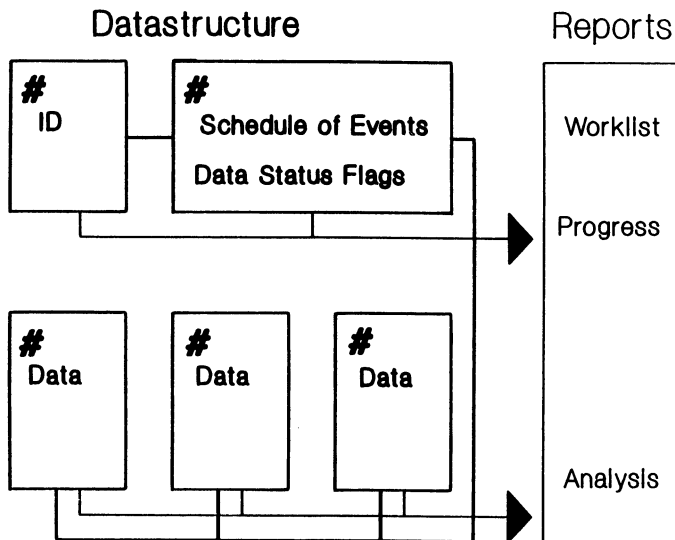 Datastructure
Reports
#
ID
#
Schedule of Events
Data Status Flags
Worklist
Progress
#
Data
#
Data
#
Data
Analysis